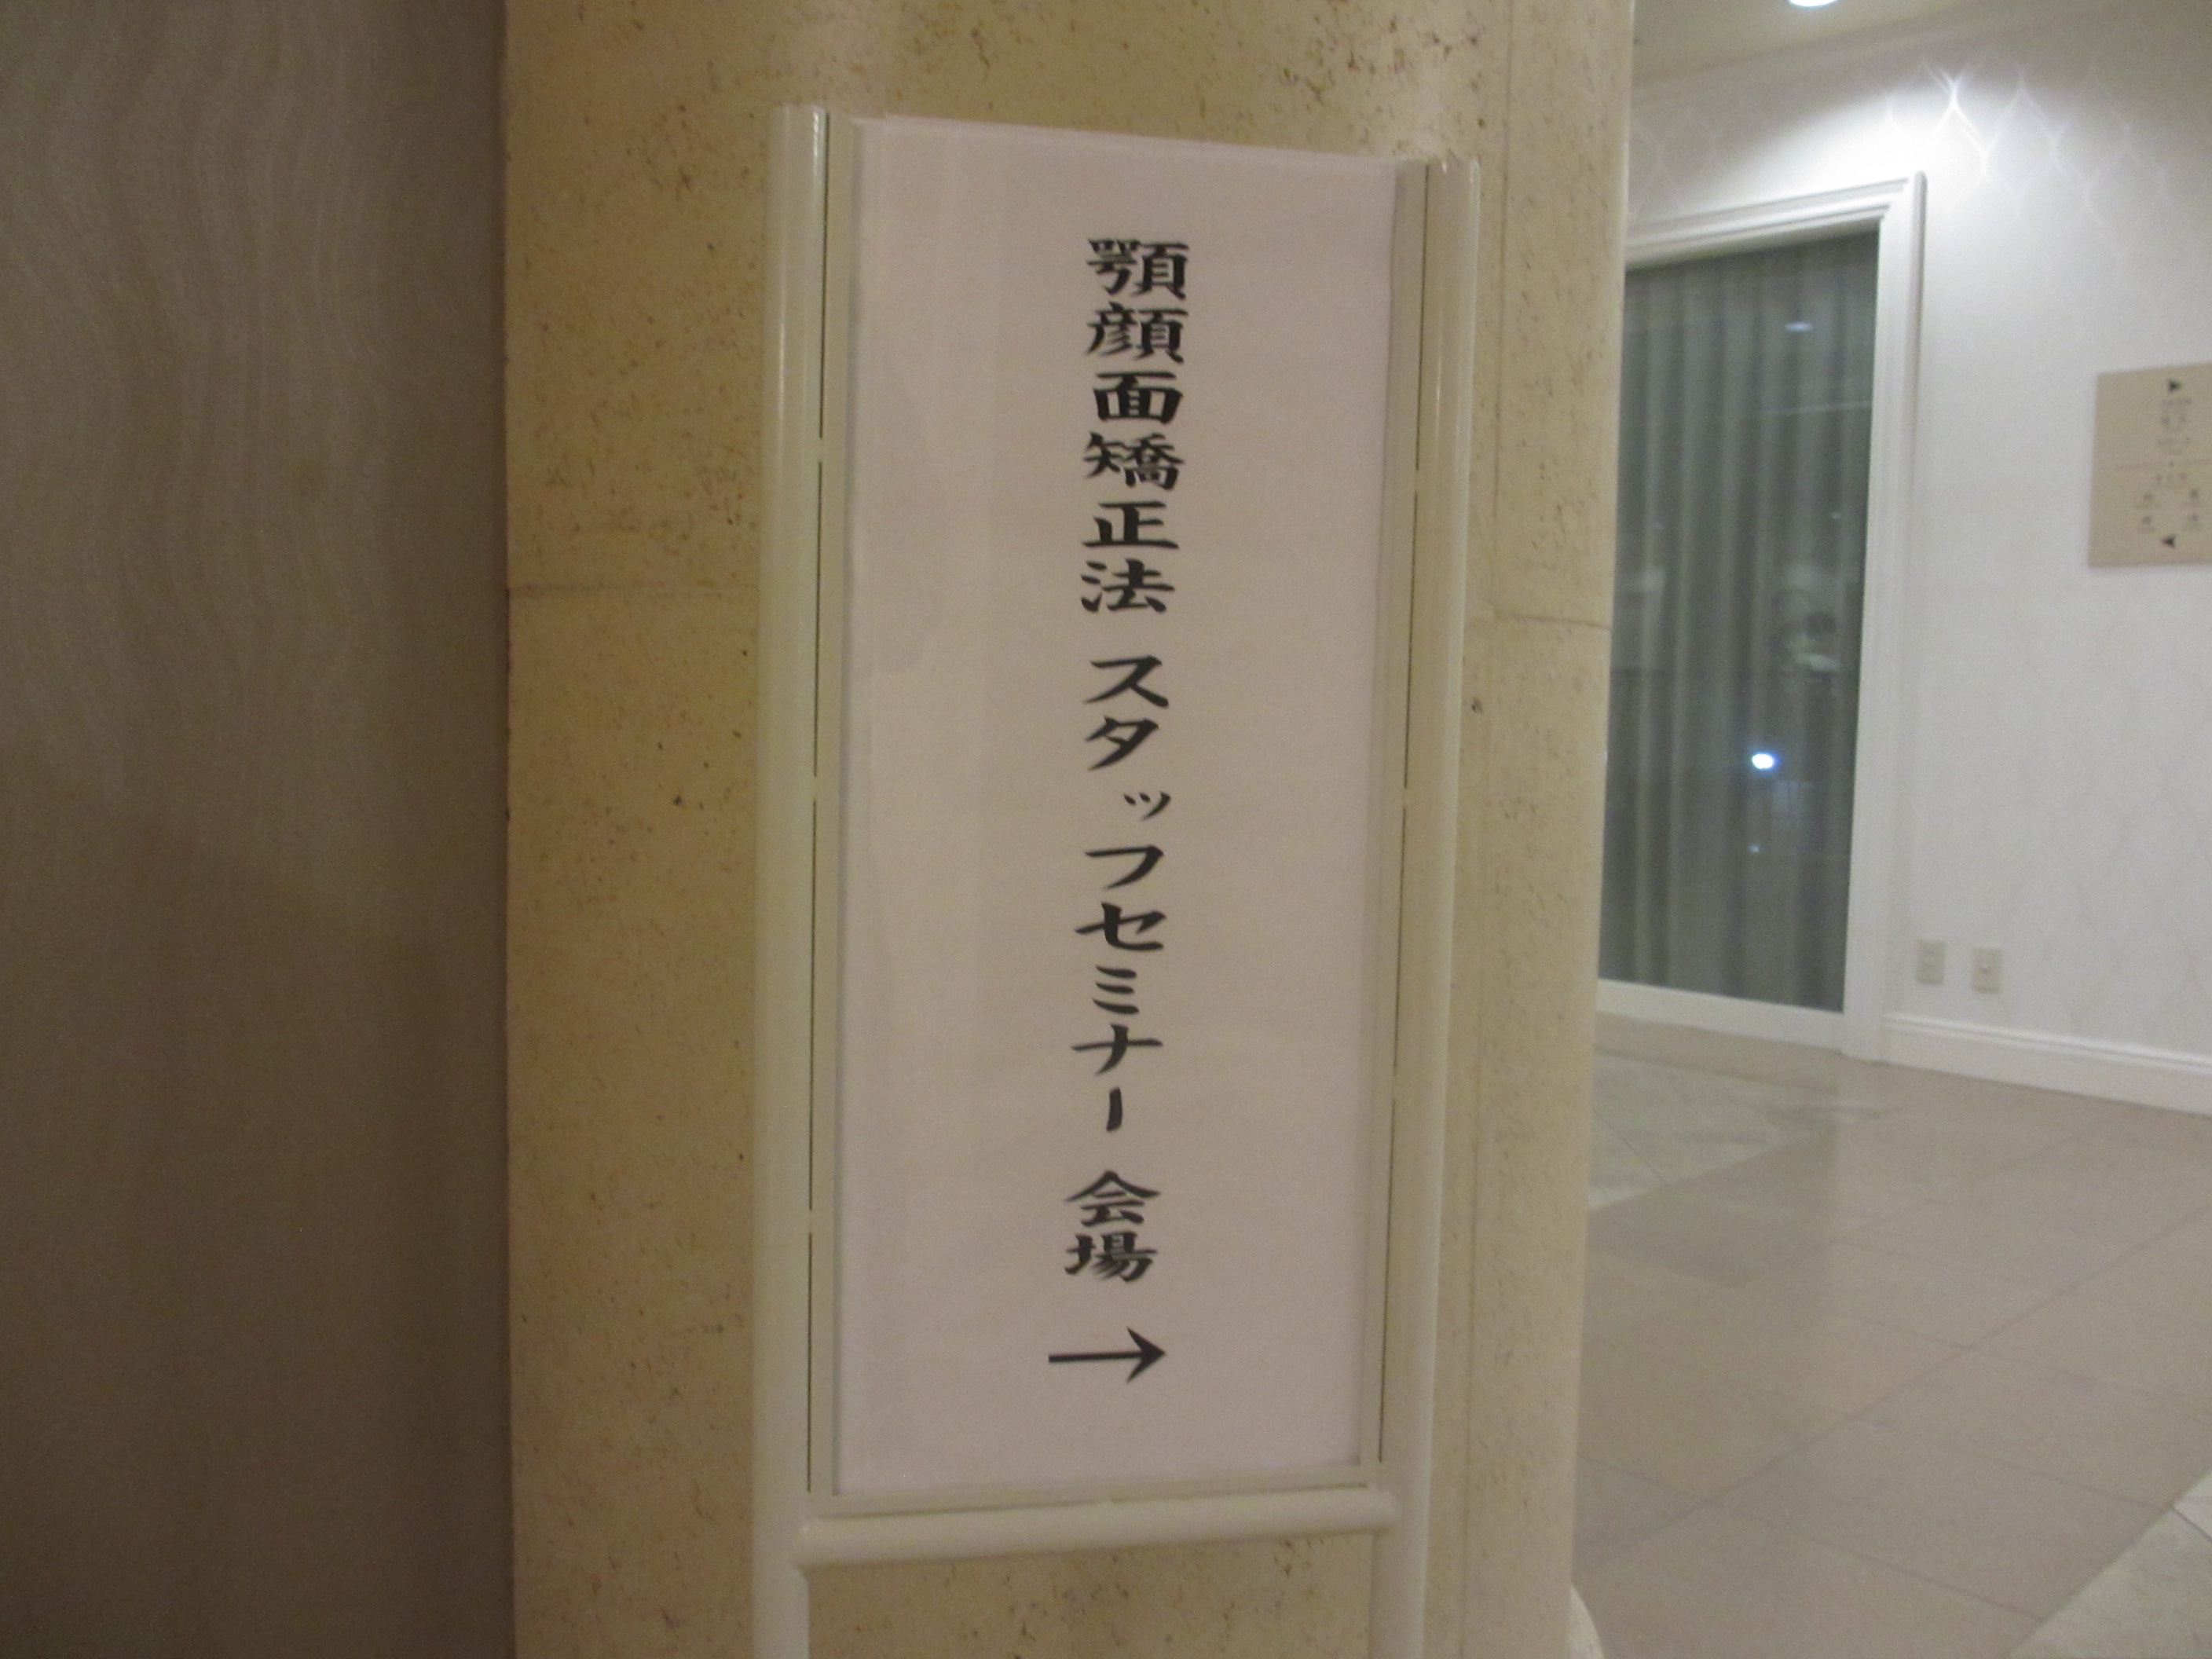 顎顔面矯正法 スタッフセミナー 会場
→